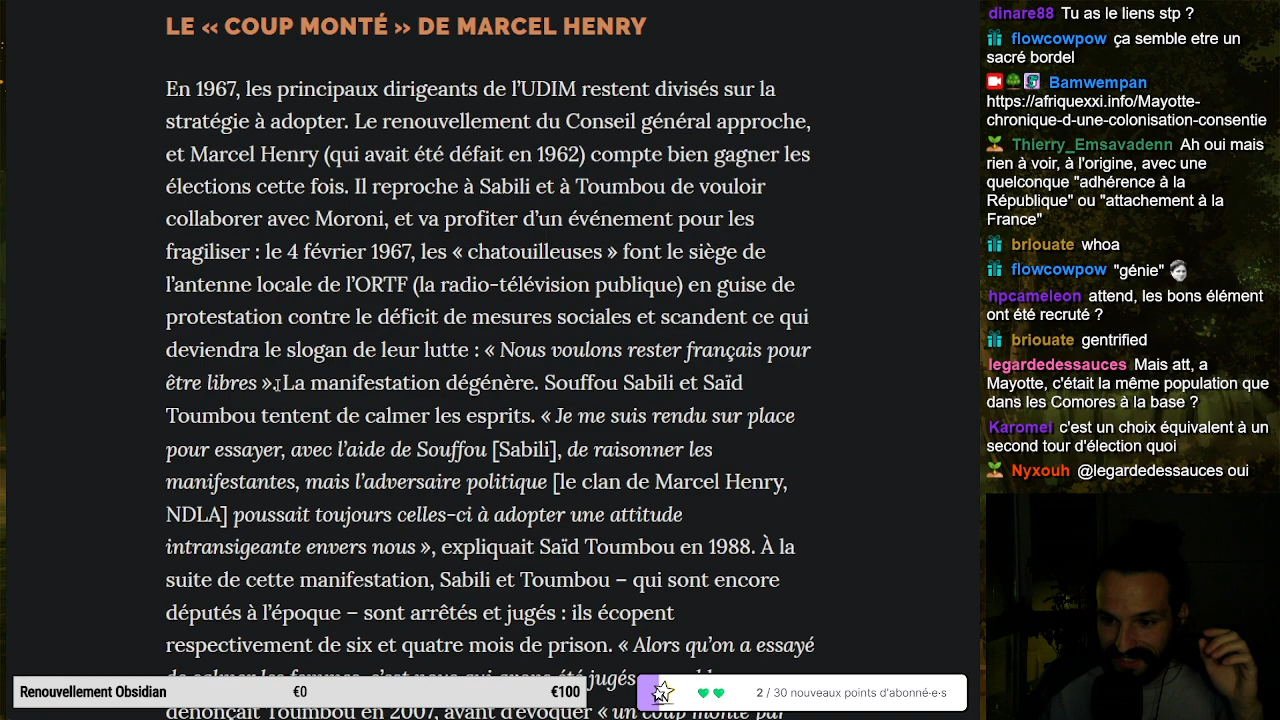 LE « COUP MONTÉ » DE MARCEL HENRY
En 1967, les principaux dirigeants de l'UDIM restent divisés sur la
stratégie à adopter. Le renouvellement du Conseil général approche,
et Marcel Henry (qui avait été défait en 1962) compte bien gagner les
élections cette fois. Il reproche à Sabili et à Toumbou de vouloir
collaborer avec Moroni, et va profiter d'un événement pour les
fragiliser : le 4 février 1967, les « chatouilleuses » font le siège de
l'antenne locale de l'ORTF (la radio-télévision publique) en guise de
protestation contre le déficit de mesures sociales et scandent ce qui
deviendra le slogan de leur lutte : « Nous voulons rester français pour
être libres ». La manifestation dégénère. Souffou Sabili et Saïd
Toumbou tentent de calmer les esprits. « Je me suis rendu sur place
pour essayer, avec l'aide de Souffou [Sabili], de raisonner les
manifestantes, mais l'adversaire politique [le clan de Marcel Henry,
NDLA] poussait toujours celles-ci à adopter une attitude
intransigeante envers nous », expliquait Saïd Toumbou en 1988. À la
suite de cette manifestation, Sabili et Toumbou – qui sont encore
députés à l'époque – sont arrêtés et jugés : ils écopent
respectivement de six et quatre mois de prison. « Alors qu'on a essayé
jugés
dénonçait Toumbou en 2007, avant d'évoquer « un coup monté par
Renouvellement Obsidian €0 €100
2 / 30 nouveaux points d'abonné·e·s
dinare88 Tu as le liens stp ?
flowcowpow ça semble etre un
sacré bordel
Bamwempan
https://afriquexxi.info/Mayotte-
chronique-d-une-colonisation-consentie
Thierry_Emsavadenn Ah oui mais
rien à voir, à l'origine, avec une
quelconque "adhérence à la
République" ou "attachement à la
France"
briouate whoa
flowcowpow "génie"
hpcameleon attend, les bons élément
ont été recruté ?
briouate gentrified
legardedessauces Mais att, a
Mayotte, c'était la même population que
dans les Comores à la base ?
Karomel c'est un choix équivalent à un
second tour d'élection quoi
Nyxouh @legardedessauces oui